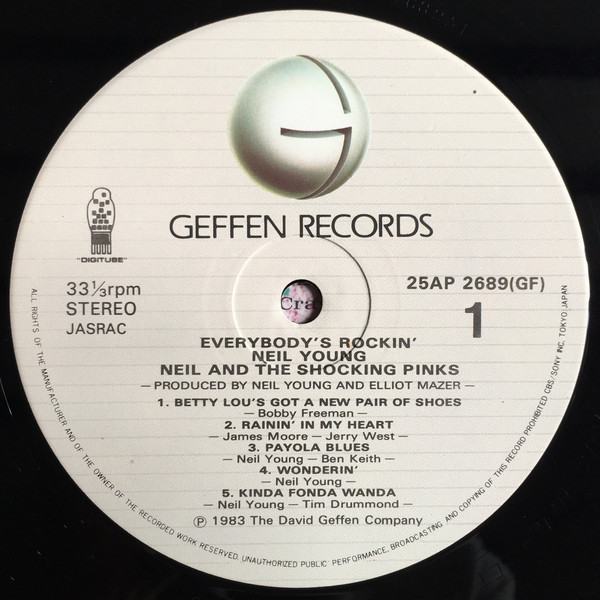 GEFFEN RECORDS
"DIGITUBE"
33⅓rpm
STEREO
JASRAC
25AP 2689(GF)
1
Cra
EVERYBODY'S ROCKIN'
NEIL YOUNG
NEIL AND THE SHOCKING PINKS
— PRODUCED BY NEIL YOUNG AND ELLIOT MAZER —
1. BETTY LOU'S GOT A NEW PAIR OF SHOES
— Bobby Freeman —
2. RAININ' IN MY HEART
— James Moore — Jerry West —
3. PAYOLA BLUES
— Neil Young — Ben Keith —
4. WONDERIN'
— Neil Young —
5. KINDA FONDA WANDA
— Neil Young — Tim Drummond —
℗ 1983 The David Geffen Company
ALL RIGHTS OF THE MANUFACTURER AND OF THE OWNER OF THE RECORDED WORK RESERVED. UNAUTHORIZED PUBLIC PERFORMANCE, BROADCASTING AND COPYING OF THIS RECORD PROHIBITED CBS/SONY INC. TOKYO JAPAN